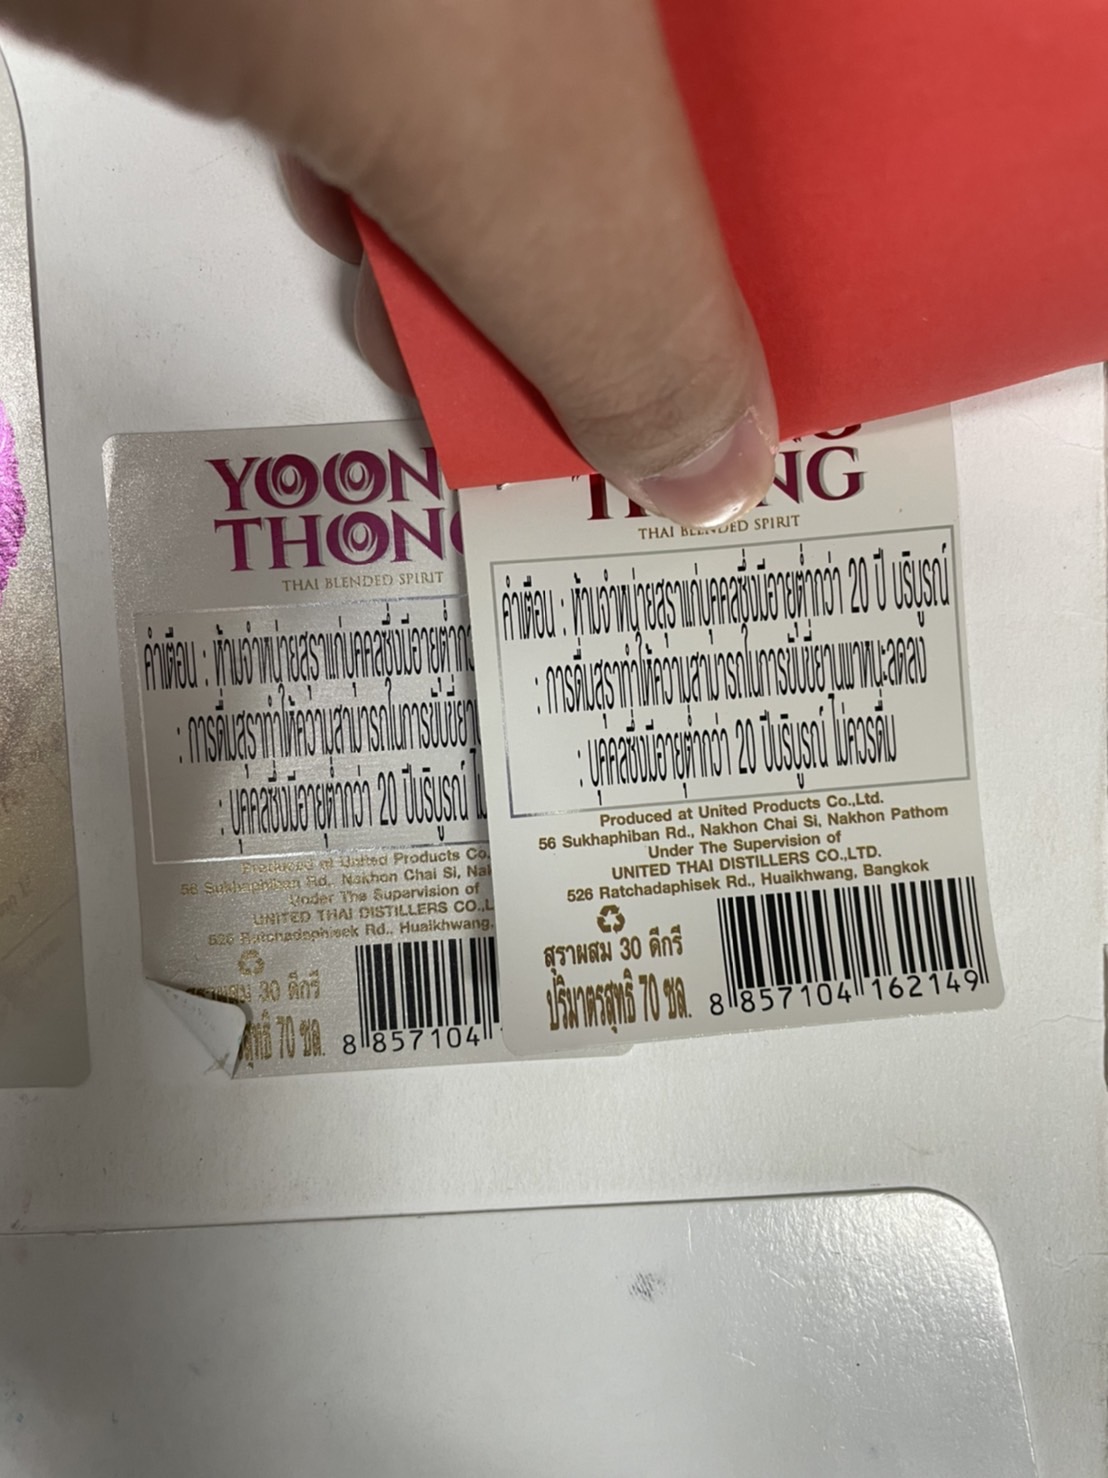 YOON
THON
THAI BLENDED SPIRIT
คำเตือน : ห้ามจำหน่ายสุราแก่บุคคลซึ่งมีอายุต่ำกว่
: การดื่มสุราทำให้ความสามารถในการขับขี่ยาน
: บุคคลซึ่งมีอายุต่ำกว่า 20 ปีบริบูรณ์ ไม่
Produced at United Products Co.
56 Sukhaphiban Rd., Nakhon Chai Si, Nak
Under The Supervision of
UNITED THAI DISTILLERS CO.,L
526 Ratchadaphisek Rd., Huaikhwang,
30 ดีกรี
สุทธิ 70 ซล.
8 857104
NG
THAI BLENDED SPIRIT
คำเตือน : ห้ามจำหน่ายสุราแก่บุคคลซึ่งมีอายุต่ำกว่า 20 ปี บริบูรณ์
: การดื่มสุราทำให้ความสามารถในการขับขี่ยานพาหนะลดลง
: บุคคลซึ่งมีอายุต่ำกว่า 20 ปีบริบูรณ์ ไม่ควรดื่ม
Produced at United Products Co.,Ltd.
56 Sukhaphiban Rd., Nakhon Chai Si, Nakhon Pathom
Under The Supervision of
UNITED THAI DISTILLERS CO.,LTD.
526 Ratchadaphisek Rd., Huaikhwang, Bangkok
สุราผสม 30 ดีกรี
ปริมาตรสุทธิ 70 ซล.
8 857104 162149